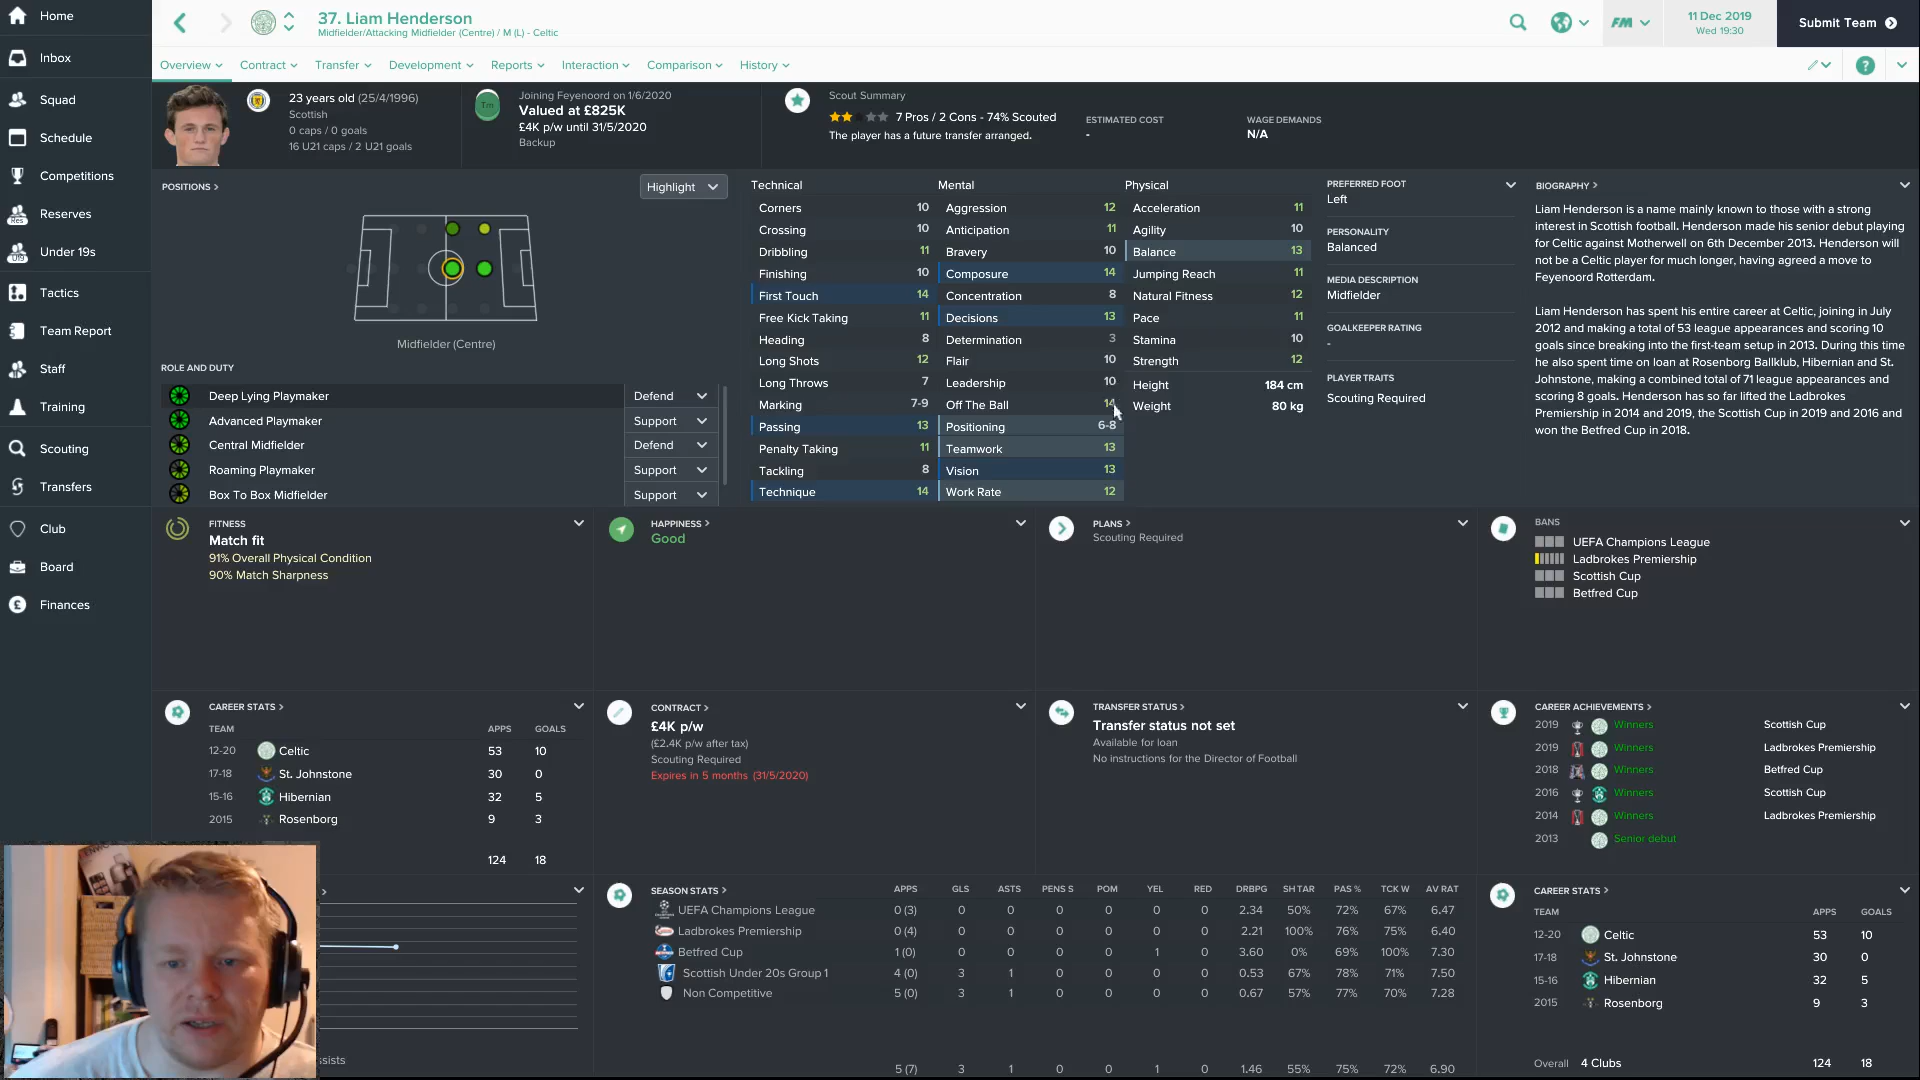 Home
Inbox
Squad
Schedule
Competitions
Reserves
Under 19s
Tactics
Team Report
Staff
Training
Scouting
Transfers
Club
Board
Finances
37. Liam Henderson
Midfielder/Attacking Midfielder (Centre) / M (L) - Celtic
FM
11 Dec 2019
Wed 19:30
Submit Team
Overview Contract Transfer Development Reports Interaction Comparison History
23 years old (25/4/1996)
Scottish
0 caps / 0 goals
16 U21 caps / 2 U21 goals
Joining Feyenoord on 1/6/2020
Valued at £825K
£4K p/w until 31/5/2020
Backup
Scout Summary
7 Pros / 2 Cons - 74% Scouted
The player has a future transfer arranged.
ESTIMATED COST
-
WAGE DEMANDS
N/A
POSITIONS >
Highlight
Midfielder (Centre)
ROLE AND DUTY
Deep Lying Playmaker Defend
Advanced Playmaker Support
Central Midfielder Defend
Roaming Playmaker Support
Box To Box Midfielder Support
Technical
Corners 10
Crossing 10
Dribbling 11
Finishing 10
First Touch 14
Free Kick Taking 11
Heading 8
Long Shots 12
Long Throws 7
Marking 7-9
Passing 13
Penalty Taking 11
Tackling 8
Technique 14
Mental
Aggression 12
Anticipation 11
Bravery 10
Composure 14
Concentration 8
Decisions 13
Determination 3
Flair 10
Leadership 10
Off The Ball 14
Positioning 6-8
Teamwork 13
Vision 13
Work Rate 12
Physical
Acceleration 11
Agility 10
Balance 13
Jumping Reach 11
Natural Fitness 12
Pace 11
Stamina 10
Strength 12
Height 184 cm
Weight 80 kg
PREFERRED FOOT
Left
PERSONALITY
Balanced
MEDIA DESCRIPTION
Midfielder
GOALKEEPER RATING
-
PLAYER TRAITS
Scouting Required
BIOGRAPHY >
Liam Henderson is a name mainly known to those with a strong
interest in Scottish football. Henderson made his senior debut playing
for Celtic against Motherwell on 6th December 2013. Henderson will
not be a Celtic player for much longer, having agreed a move to
Feyenoord Rotterdam.
Liam Henderson has spent his entire career at Celtic, joining in July
2012 and making a total of 53 league appearances and scoring 10
goals since breaking into the first-team setup in 2013. During this time
he also spent time on loan at Rosenborg Ballklub, Hibernian and St.
Johnstone, making a combined total of 71 league appearances and
scoring 8 goals. Henderson has so far lifted the Ladbrokes
Premiership in 2014 and 2019, the Scottish Cup in 2019 and 2016 and
won the Betfred Cup in 2018.
FITNESS
Match fit
91% Overall Physical Condition
90% Match Sharpness
HAPPINESS >
Good
PLANS >
Scouting Required
BANS
UEFA Champions League
Ladbrokes Premiership
Scottish Cup
Betfred Cup
CAREER STATS >
TEAM APPS GOALS
12-20 Celtic 53 10
17-18 St. Johnstone 30 0
15-16 Hibernian 32 5
2015 Rosenborg 9 3
124 18
CONTRACT >
£4K p/w
(£2.4K p/w after tax)
Scouting Required
Expires in 5 months (31/5/2020)
TRANSFER STATUS >
Transfer status not set
Available for loan
No instructions for the Director of Football
CAREER ACHIEVEMENTS >
2019 Winners Scottish Cup
2019 Winners Ladbrokes Premiership
2018 Winners Betfred Cup
2016 Winners Scottish Cup
2014 Winners Ladbrokes Premiership
2013 Senior debut
SEASON STATS > APPS GLS ASTS PENS S POM YEL RED DRBPG SH TAR PAS % TCK W AV RAT
UEFA Champions League 0 (3) 0 0 0 0 0 0 2.34 50% 72% 67% 6.47
Ladbrokes Premiership 0 (4) 0 0 0 0 0 0 2.21 100% 76% 75% 6.40
Betfred Cup 1 (0) 0 0 0 0 1 0 3.60 0% 69% 100% 7.30
Scottish Under 20s Group 1 4 (0) 3 1 0 0 0 0 0.53 67% 78% 71% 7.50
Non Competitive 5 (0) 3 1 0 0 0 0 0.67 57% 77% 70% 7.28
5 (7) 3 1 0 0 1 0 1.46 55% 75% 72% 6.90
CAREER STATS >
TEAM APPS GOALS
12-20 Celtic 53 10
17-18 St. Johnstone 30 0
15-16 Hibernian 32 5
2015 Rosenborg 9 3
Overall 4 Clubs 124 18